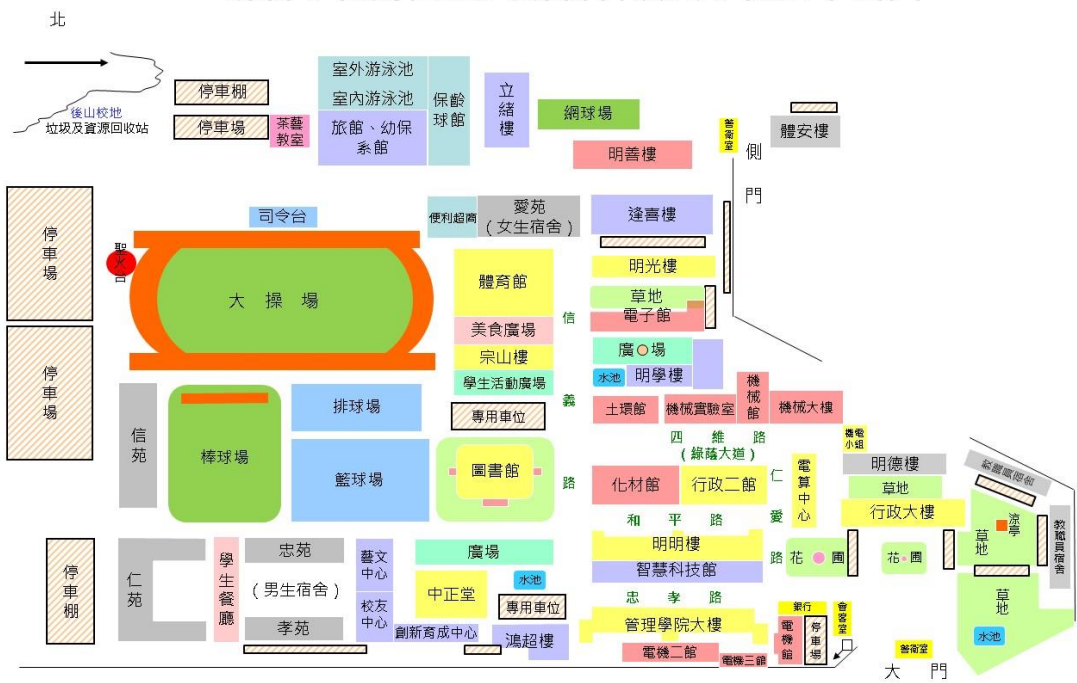 北
後山校地
垃圾及資源回收站
停車棚
停車場
茶藝
教室
室外游泳池
室內游泳池
旅館、幼保
系館
保齡
球館
立緒樓
網球場
明善樓
警衛室
側門
體安樓
停車場
聖火台
司令台
大操場
便利超商
愛苑
(女生宿舍)
逢喜樓
體育館
明光樓
草地
電子館
美食廣場
宗山樓
學生活動廣場
專用車位
信義路
廣場
水池
明學樓
停車場
信苑
棒球場
排球場
籃球場
圖書館
土環館
機械實驗室
機械館
機械大樓
四維路
(綠蔭大道)
化材館
行政二館
仁愛路
電算中心
機電
小組
明德樓
草地
行政大樓
教職員宿舍
涼亭
草地
教職員宿舍
和平路
明明樓
智慧科技館
花圃
花圃
草地
水池
停車棚
仁苑
學生餐廳
忠苑
(男生宿舍)
孝苑
藝文
中心
校友
中心
廣場
中正堂
水池
專用車位
創新育成中心
鴻超樓
忠孝路
管理學院大樓
電機二館
電機三館
銀行
電機館
停車場
會客室
警衛室
大門